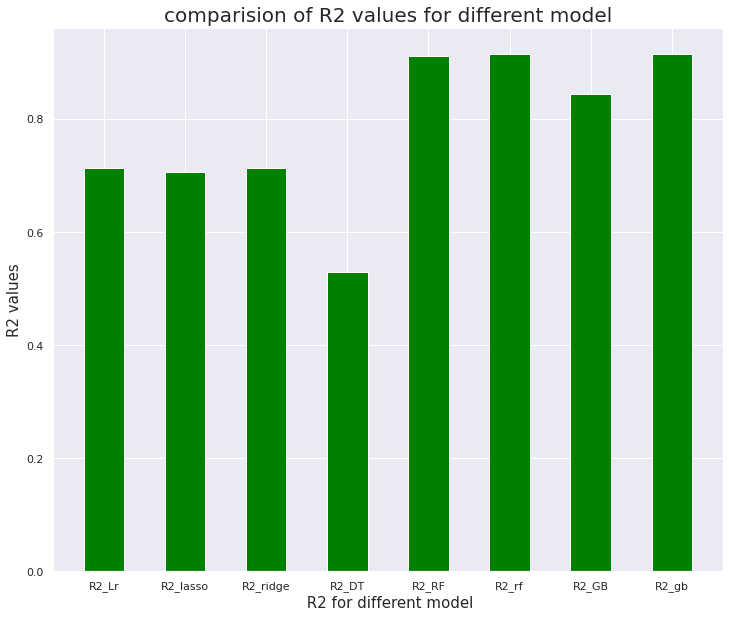 comparision of R2 values for different model
R2 values
0.8
0.6
0.4
0.2
0.0
R2_Lr R2_lasso R2_ridge R2_DT R2_RF R2_rf R2_GB R2_gb
R2 for different model